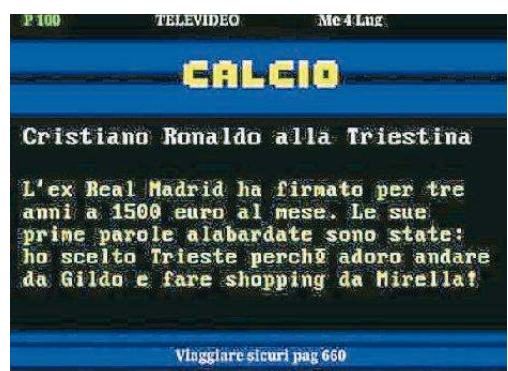 P 100 TELEVIDEO Me 4 Lug
CALCIO
Cristiano Ronaldo alla Triestina
L'ex Real Madrid ha firmato per tre
anni a 1500 euro al mese. Le sue
prime parole alabardate sono state:
ho scelto Trieste perchè adoro andare
da Gildo e fare shopping da Mirella!
Viaggiare sicuri pag 660